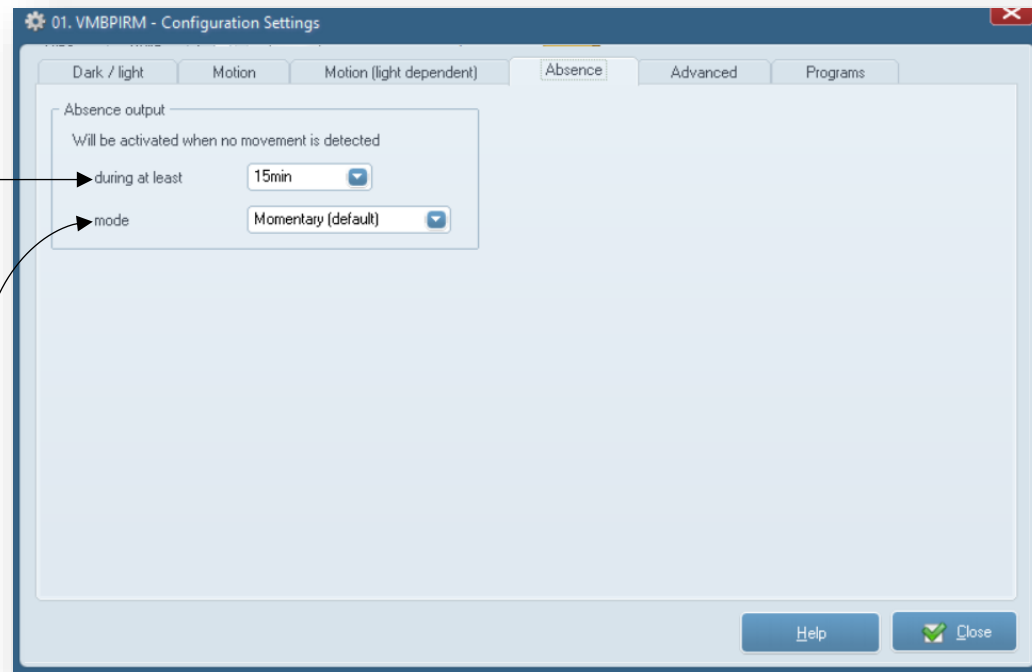 01. VMBPIRM - Configuration Settings
Dark / light Motion Motion (light dependent) Absence Advanced Programs
Absence output
Will be activated when no movement is detected
during at least 15min
mode Momentary (default)
Help Close